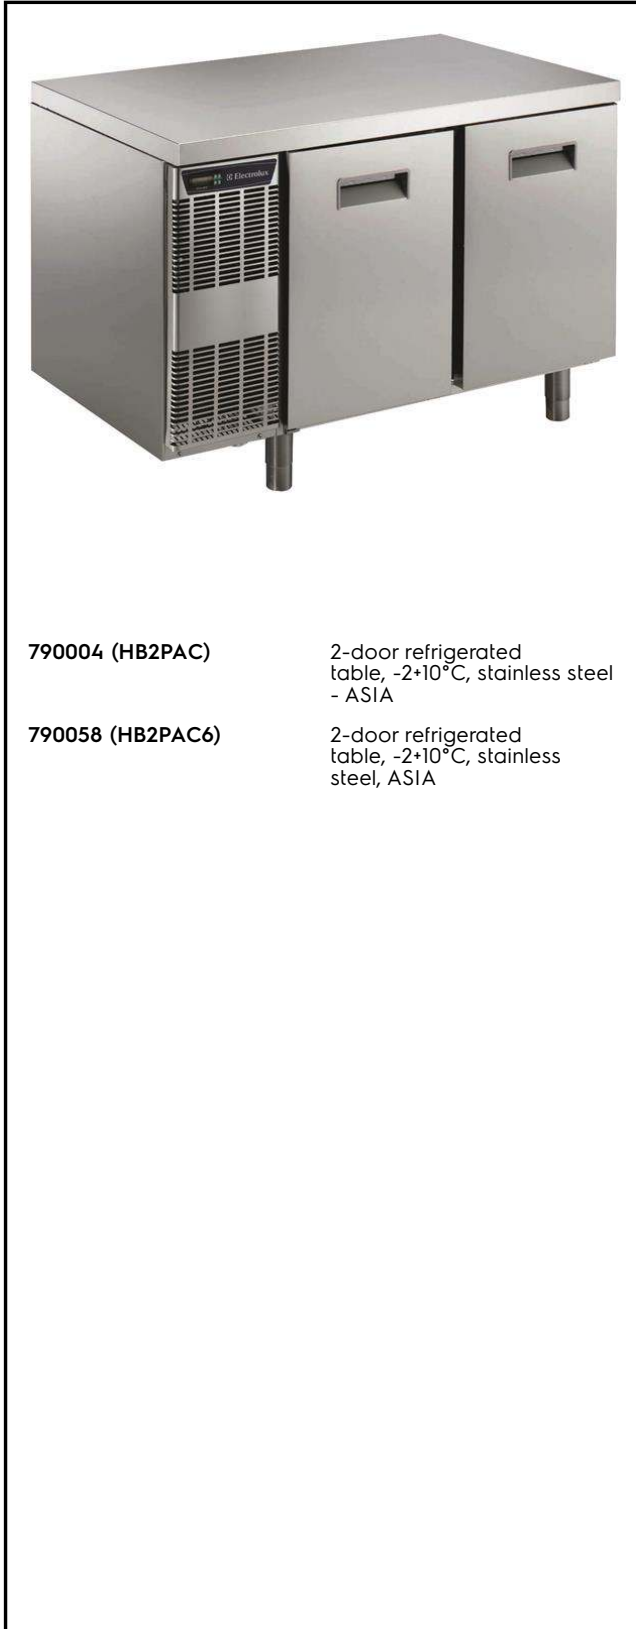 Electrolux
790004 (HB2PAC)
2-door refrigerated
table, -2+10°C, stainless steel
- ASIA
790058 (HB2PAC6)
2-door refrigerated
table, -2+10°C, stainless
steel, ASIA